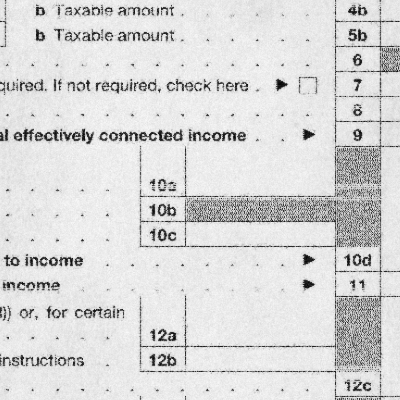 b Taxable amount . 4b
b Taxable amount . 5b
6
quired. If not required, check here . ▶ ☐ 7
8
al effectively connected income ▶ 9
10a
10b
10c
to income ▶ 10d
income ▶ 11
)) or, for certain
12a
instructions 12b
12c